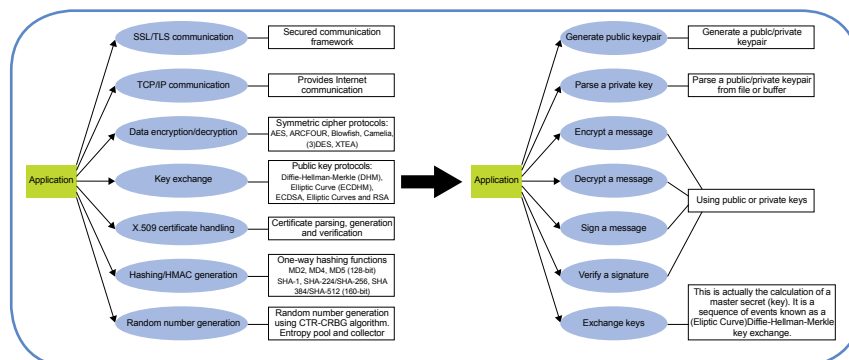 SSL/TLS communication
Secured communication
framework
TCP/IP communication
Provides Internet
communication
Data encryption/decryption
Symmetric cipher protocols:
AES, ARCFOUR, Blowfish, Camelia,
(3)DES, XTEA)
Application
Key exchange
Public key protocols:
Diffie-Hellman-Merkle (DHM),
Elliptic Curve (ECDHM),
ECDSA, Elliptic Curves and RSA
X.509 certificate handling
Certificate parsing, generation
and verification
Hashing/HMAC generation
One-way hashing functions
MD2, MD4, MD5 (128-bit)
SHA-1, SHA-224/SHA-256, SHA
384/SHA-512 (160-bit)
Random number generation
Random number generation
using CTR-CRBG algorithm.
Entropy pool and collector
Generate public keypair
Generate a publc/private
keypair
Parse a private key
Parse a public/private keypair
from file or buffer
Encrypt a message
Application
Decrypt a message
Using public or private keys
Sign a message
Verify a signature
Exchange keys
This is actually the calculation of a
master secret (key). It is a
sequence of events known as a
(Eliptic Curve)Diffie-Hellman-Merkle
key exchange.